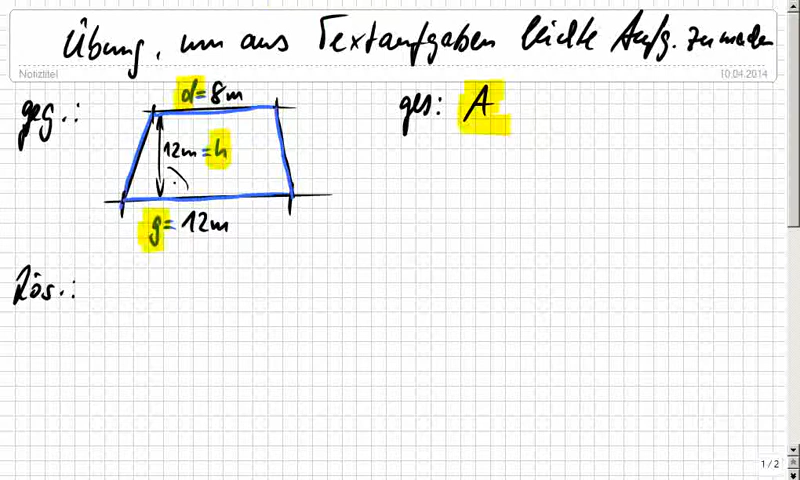 Übung, um aus Textaufgaben leichte Aufg. zu machen
Notiztitel
10.04.2014
geg.:
d=8m
ges: A
12m=h
g=12m
Lös.:
1/2